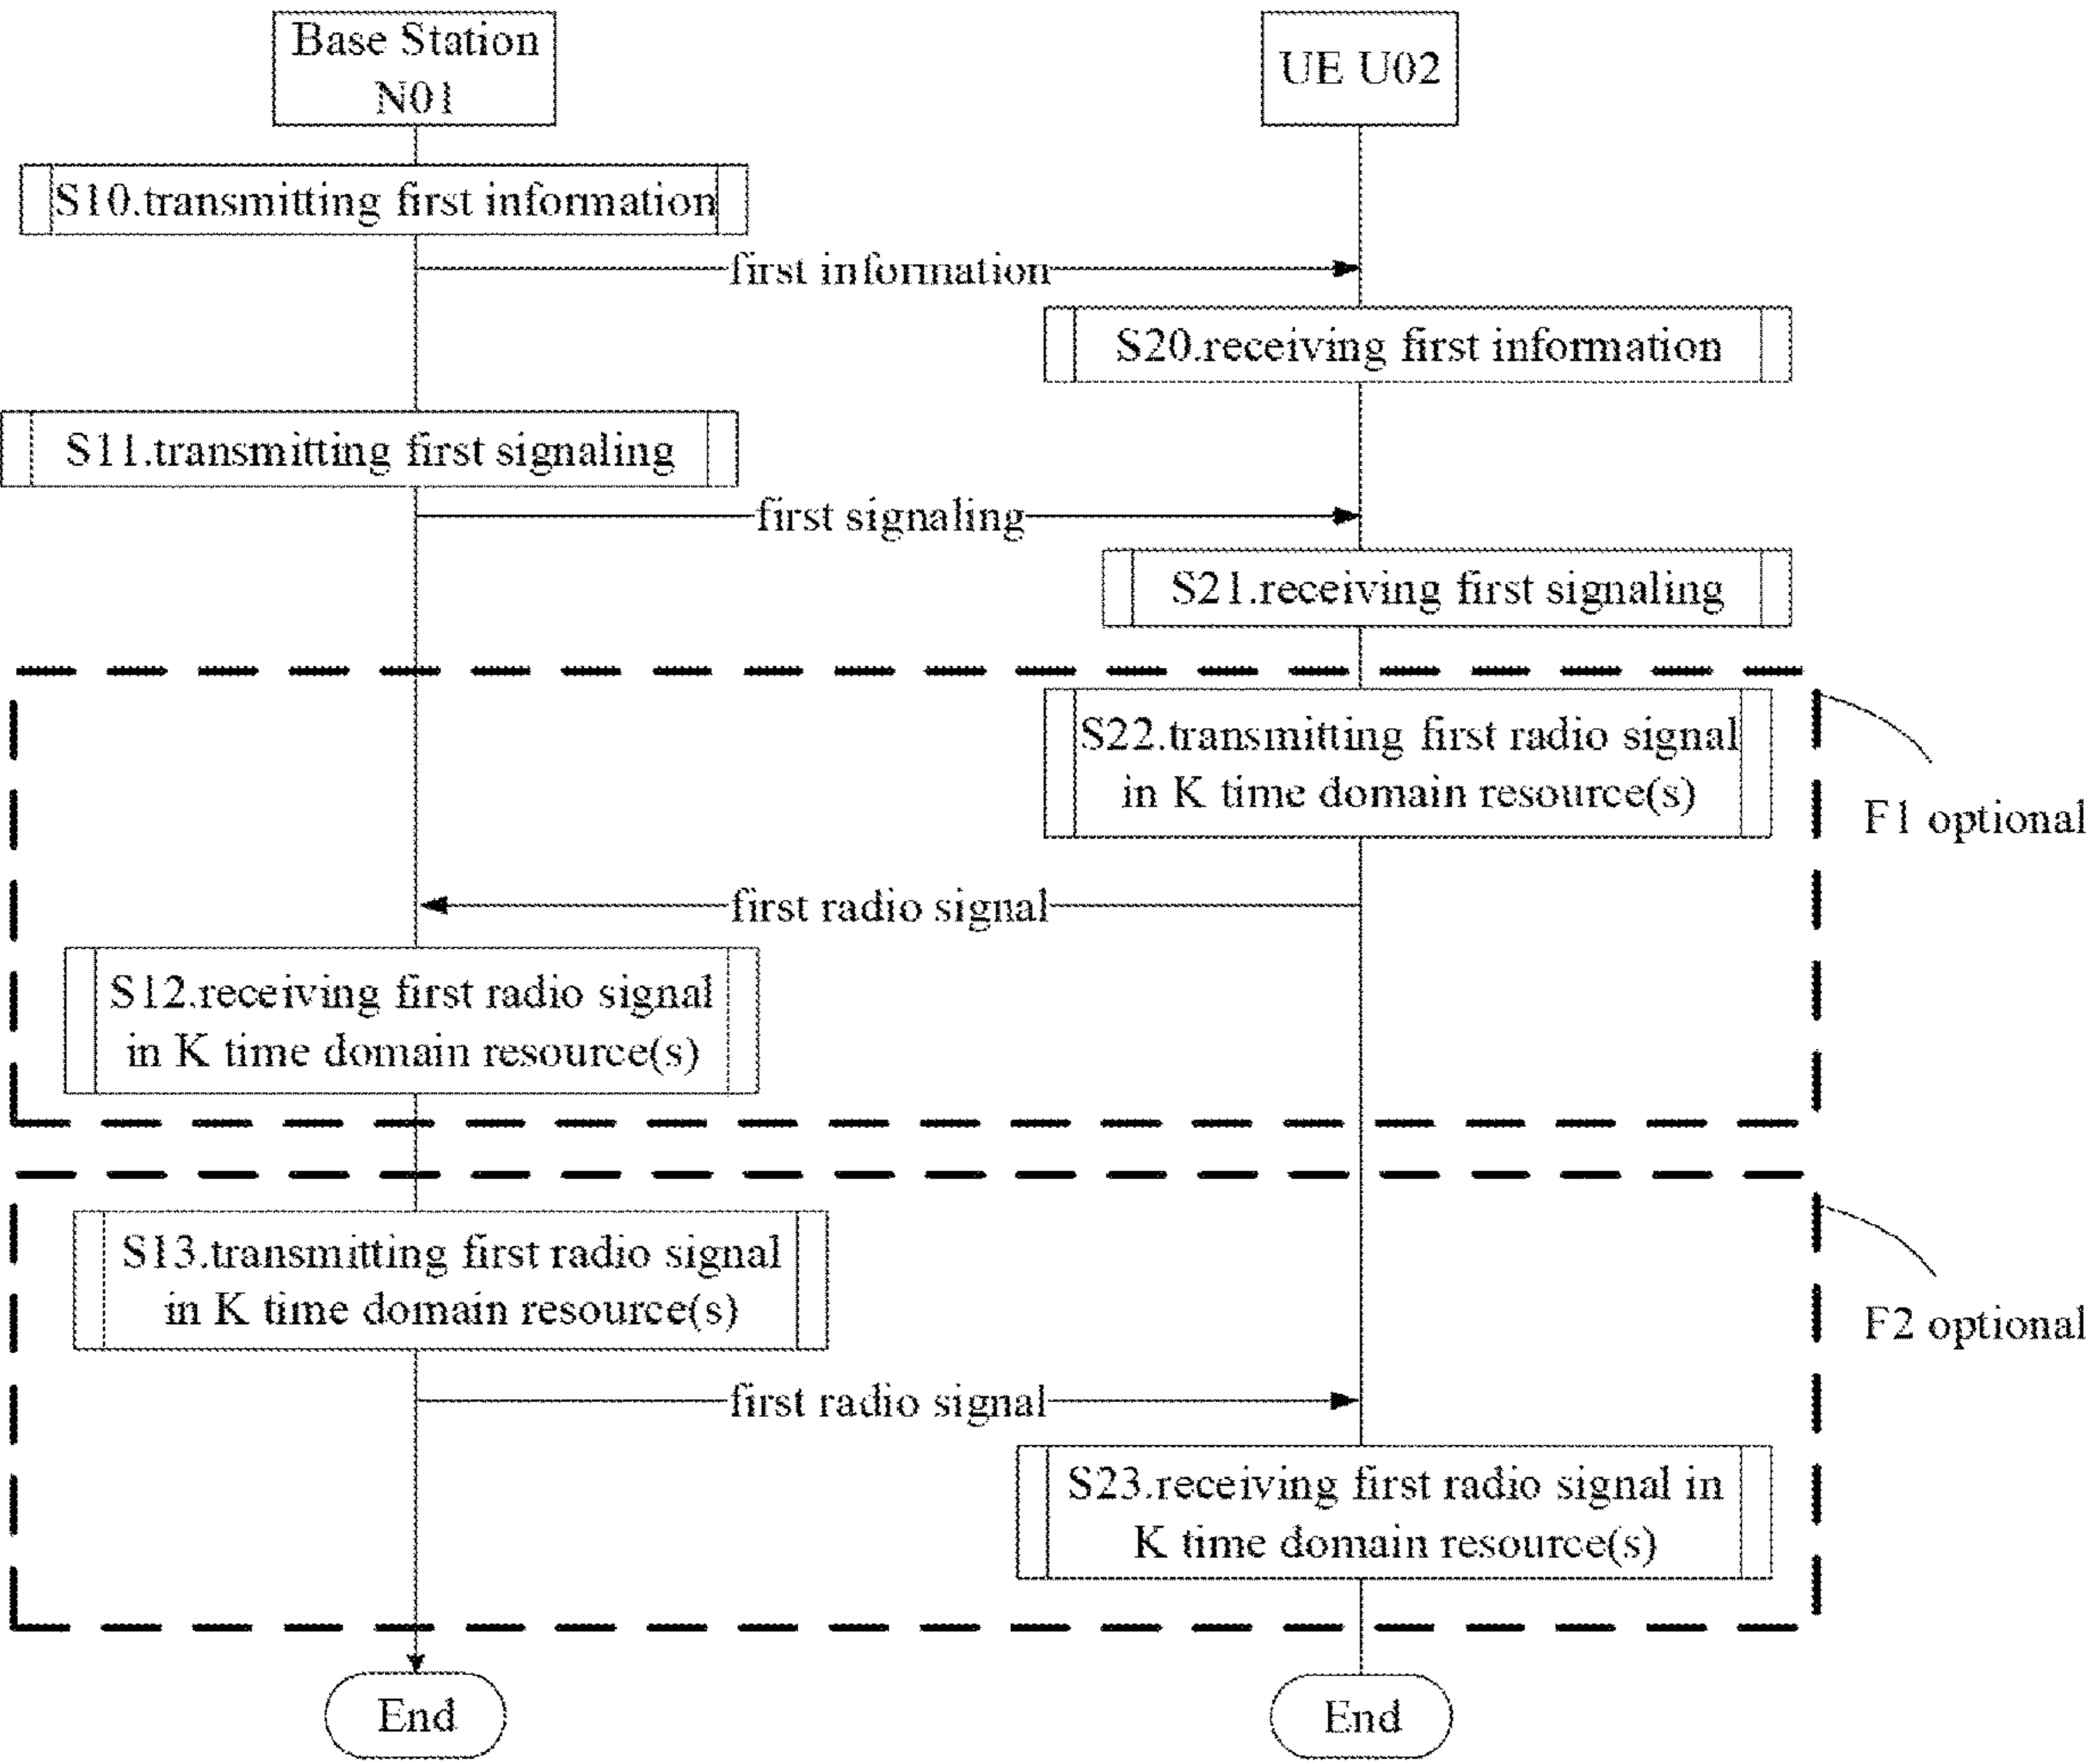 Base Station
N01
UE U02
S10.transmitting first information
first information
S20.receiving first information
S11.transmitting first signaling
first signaling
S21.receiving first signaling
S22.transmitting first radio signal
in K time domain resource(s)
F1 optional
first radio signal
S12.receiving first radio signal
in K time domain resource(s)
S13.transmitting first radio signal
in K time domain resource(s)
F2 optional
first radio signal
S23.receiving first radio signal in
K time domain resource(s)
End
End